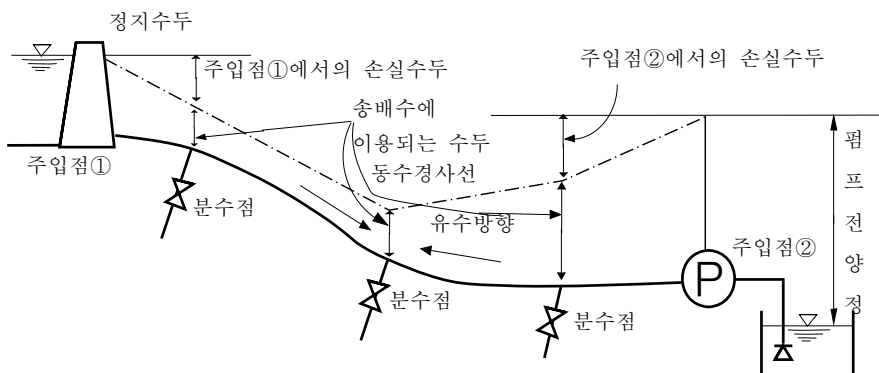 정지수두
주입점①에서의 손실수두
주입점②에서의 손실수두
송배수에
이용되는 수두
동수경사선
주입점①
분수점
유수방향
주입점②
P
펌프전양정
분수점
분수점